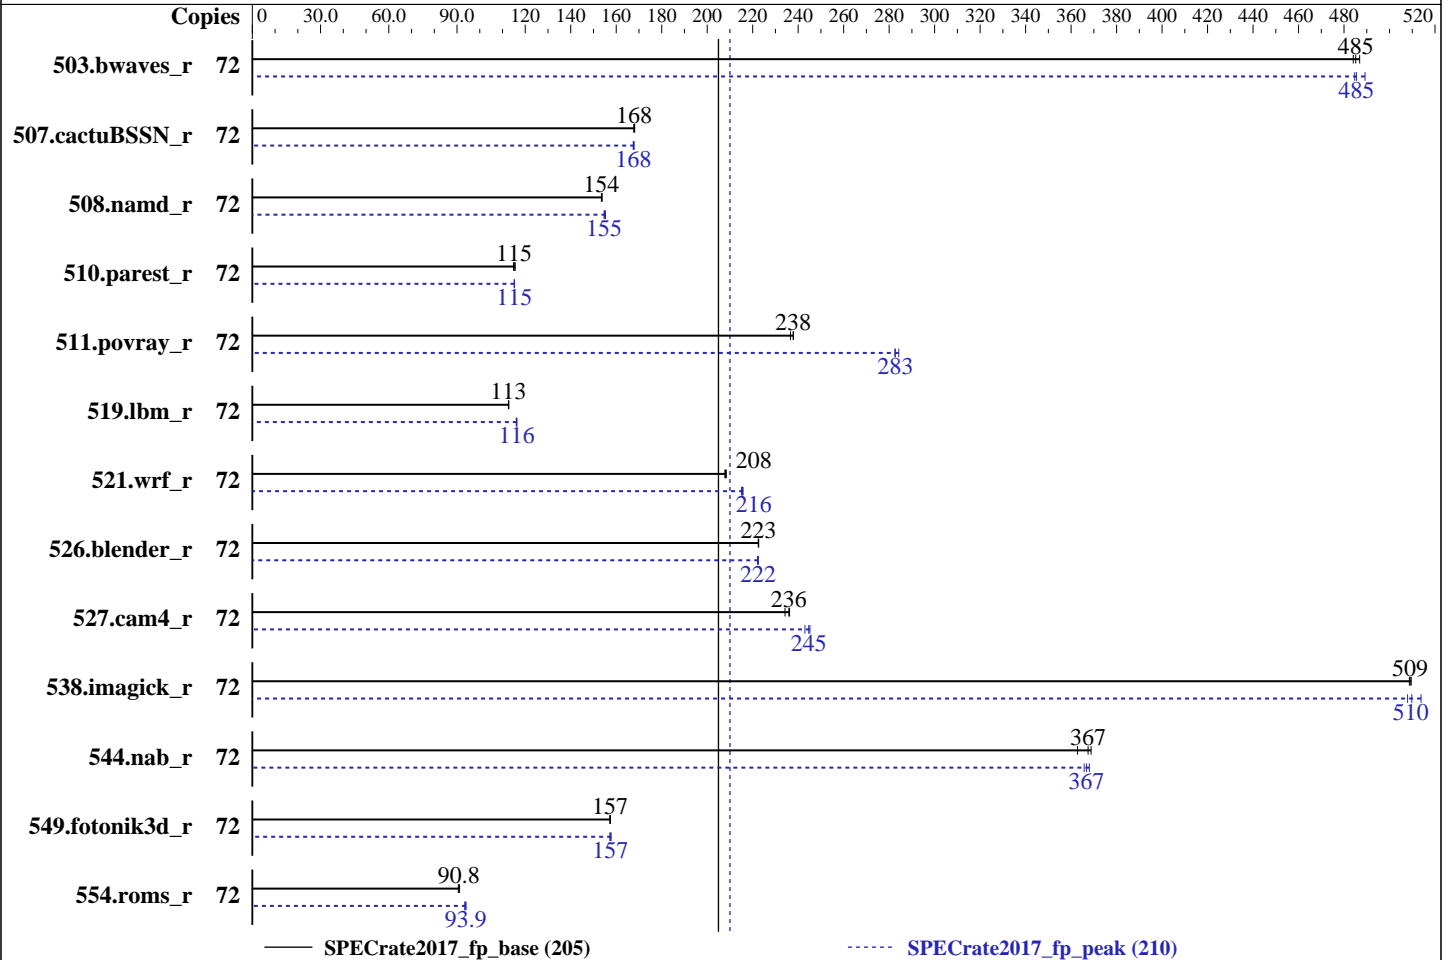 Copies 0 30.0 60.0 90.0 120 140 160 180 200 220 240 260 280 300 320 340 360 380 400 420 440 460 480 520
503.bwaves_r 72 485
485
507.cactuBSSN_r 72 168
168
508.namd_r 72 154
155
510.parest_r 72 115
115
511.povray_r 72 238
283
519.lbm_r 72 113
116
521.wrf_r 72 208
216
526.blender_r 72 223
222
527.cam4_r 72 236
245
538.imagick_r 72 509
510
544.nab_r 72 367
367
549.fotonik3d_r 72 157
157
554.roms_r 72 90.8
93.9
SPECrate2017_fp_base (205) SPECrate2017_fp_peak (210)